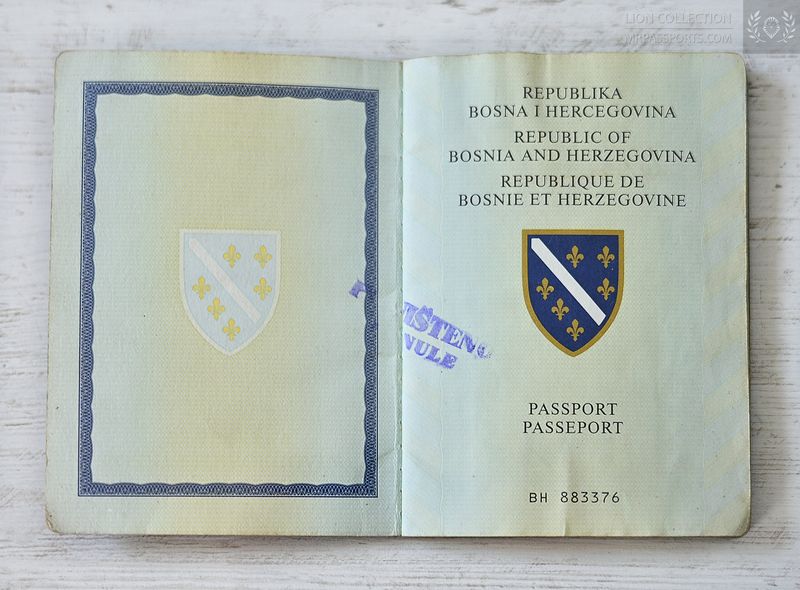 LION COLLECTION
MRPASSPORTS.COM
REPUBLIKA
BOSNA I HERCEGOVINA
REPUBLIC OF
BOSNIA AND HERZEGOVINA
REPUBLIQUE DE
BOSNIE ET HERZEGOVINE
PASSPORT
PASSEPORT
BH 883376